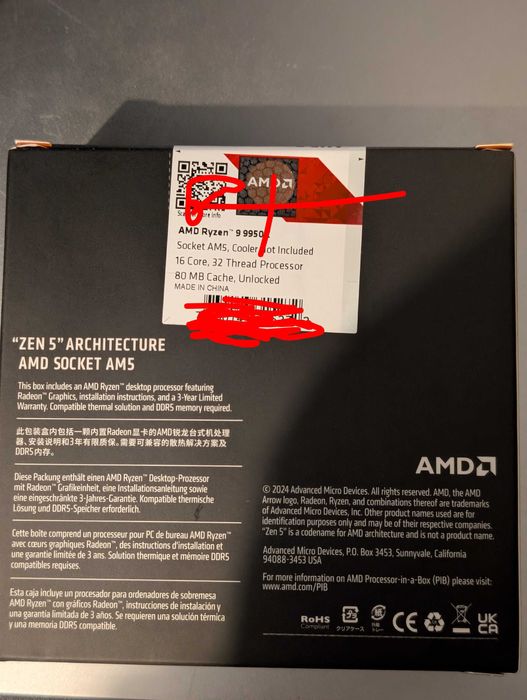 AMD
Scan more info
AMD Ryzen™ 9 9950
Socket AM5, Cooler Not Included
16 Core, 32 Thread Processor
80 MB Cache, Unlocked
MADE IN CHINA
“ZEN 5” ARCHITECTURE
AMD SOCKET AM5
This box includes an AMD Ryzen™ desktop processor featuring
Radeon™ Graphics, installation instructions, and a 3-Year Limited
Warranty. Compatible thermal solution and DDR5 memory required.
此包装盒内包括一颗内置Radeon显卡的AMD锐龙台式机处理
器、安装说明和3年有限质保。需要可兼容的散热解决方案及
DDR5内存。
Diese Packung enthält einen AMD Ryzen™ Desktop-Prozessor
mit Radeon™ Grafikeinheit, eine Installationsanleitung sowie
eine eingeschränkte 3-Jahres-Garantie. Kompatible thermische
Lösung und DDR5-Speicher erforderlich.
Cette boîte comprend un processeur pour PC de bureau AMD Ryzen™
avec cœurs graphiques Radeon™, des instructions d'installation et
une garantie limitée de 3 ans. Solution thermique et mémoire DDR5
compatibles requises.
Esta caja incluye un procesador para ordenadores de sobremesa
AMD Ryzen™ con gráficos Radeon™, instrucciones de instalación y
una garantía limitada de 3 años. Se requieren una solución térmica
y una memoria DDR5 compatible.
AMD
© 2024 Advanced Micro Devices. All rights reserved. AMD, the AMD
Arrow logo, Radeon, Ryzen, and combinations thereof are trademarks
of Advanced Micro Devices, Inc. Other product names used are for
identification purposes only and may be of their respective companies.
"Zen 5" is a codename for AMD architecture and is not a product name.
Advanced Micro Devices, P.O. Box 3453, Sunnyvale, California
94088-3453 USA
For more information on AMD Processor-in-a-Box (PIB) please visit:
www.amd.com/PIB
RoHS
Compliant
クリアケース
外箱
トレー
CE
UK
CA